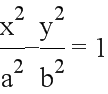 x²/a² − y²/b² = 1